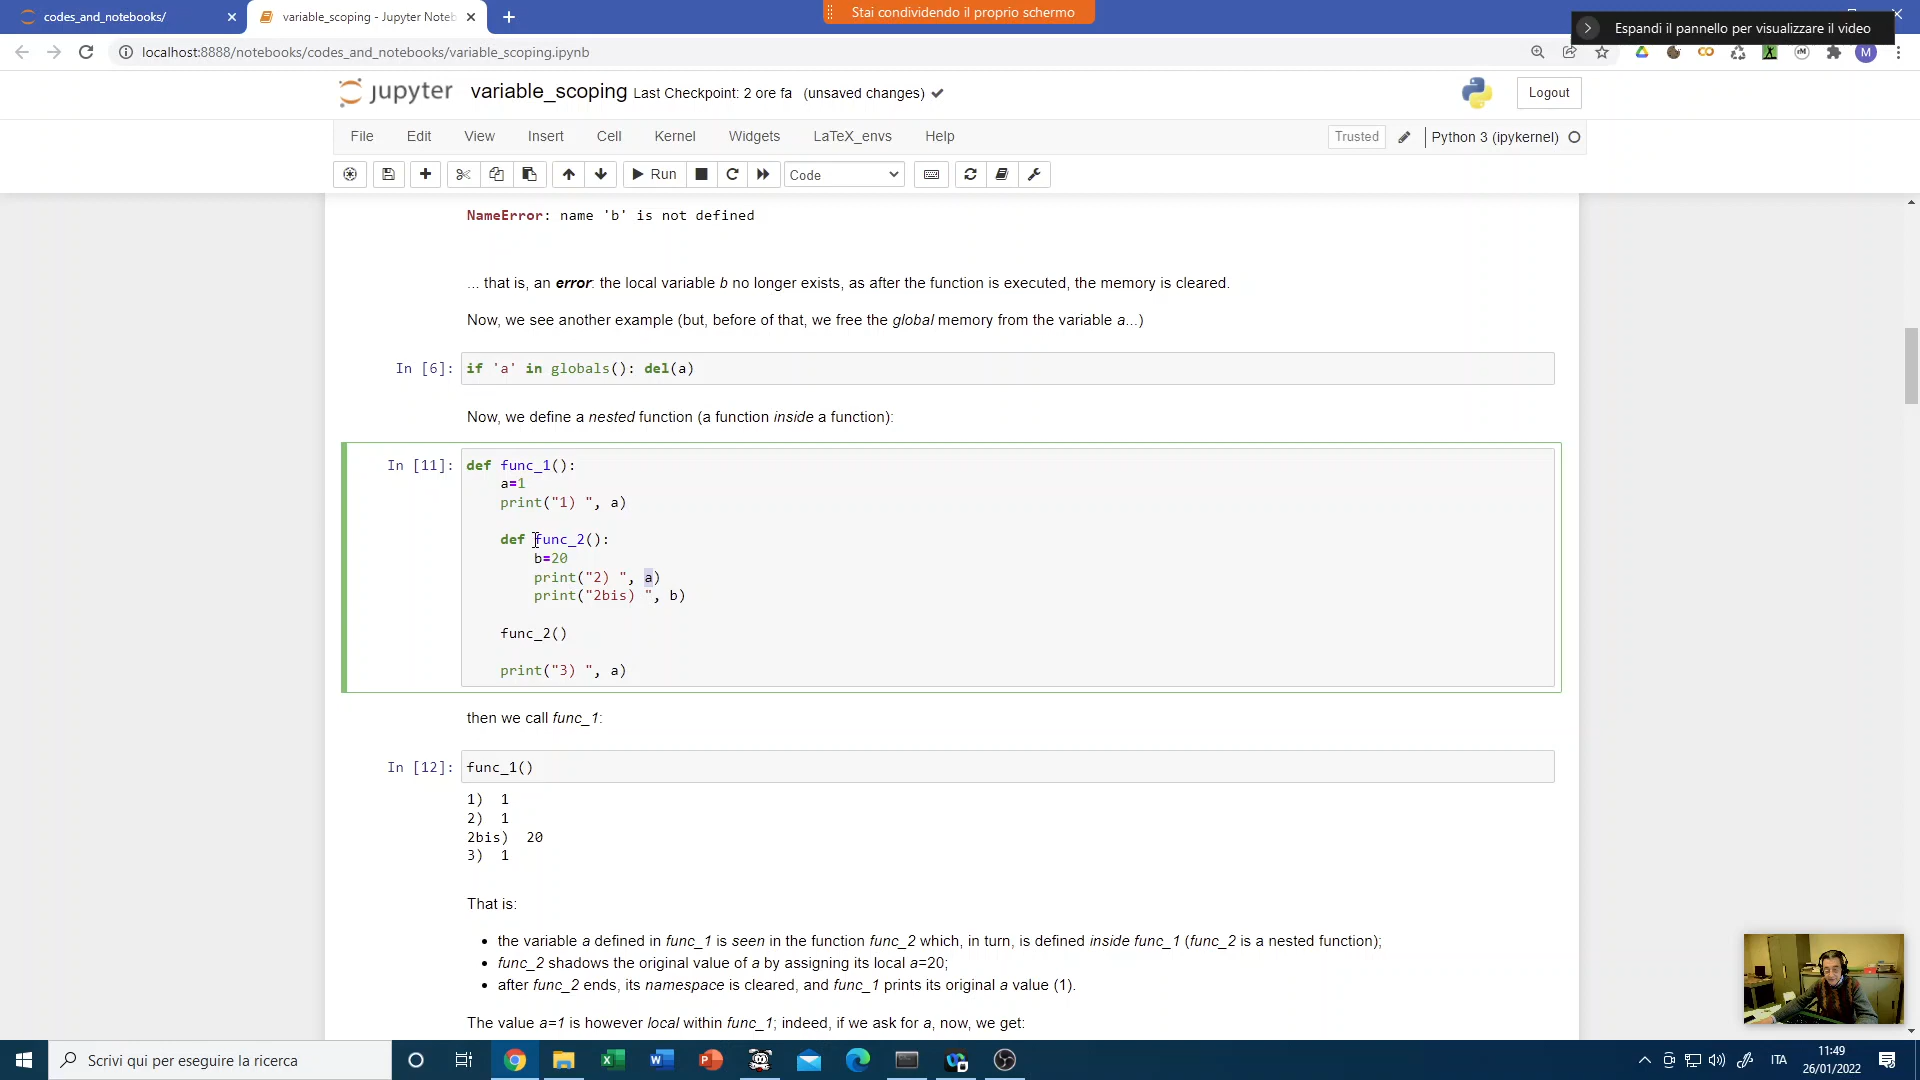 codes_and_notebooks/
variable_scoping - Jupyter Noteb
Stai condividendo il proprio schermo
Espandi il pannello per visualizzare il video
localhost:8888/notebooks/codes_and_notebooks/variable_scoping.ipynb
M
jupyter variable_scoping Last Checkpoint: 2 ore fa (unsaved changes)
Logout
File Edit View Insert Cell Kernel Widgets LaTeX_envs Help
Trusted
Python 3 (ipykernel)
Run
Code
NameError: name 'b' is not defined
... that is, an error: the local variable b no longer exists, as after the function is executed, the memory is cleared.
Now, we see another example (but, before of that, we free the global memory from the variable a...)
In [6]: if 'a' in globals(): del(a)
Now, we define a nested function (a function inside a function):
In [11]: def func_1():
a=1
print("1) ", a)
def func_2():
b=20
print("2) ", a)
print("2bis) ", b)
func_2()
print("3) ", a)
then we call func_1:
In [12]: func_1()
1) 1
2) 1
2bis) 20
3) 1
That is:
• the variable a defined in func_1 is seen in the function func_2 which, in turn, is defined inside func_1 (func_2 is a nested function);
• func_2 shadows the original value of a by assigning its local a=20;
• after func_2 ends, its namespace is cleared, and func_1 prints its original a value (1).
The value a=1 is however local within func_1; indeed, if we ask for a, now, we get:
Scrivi qui per eseguire la ricerca
ITA
11:49
26/01/2022